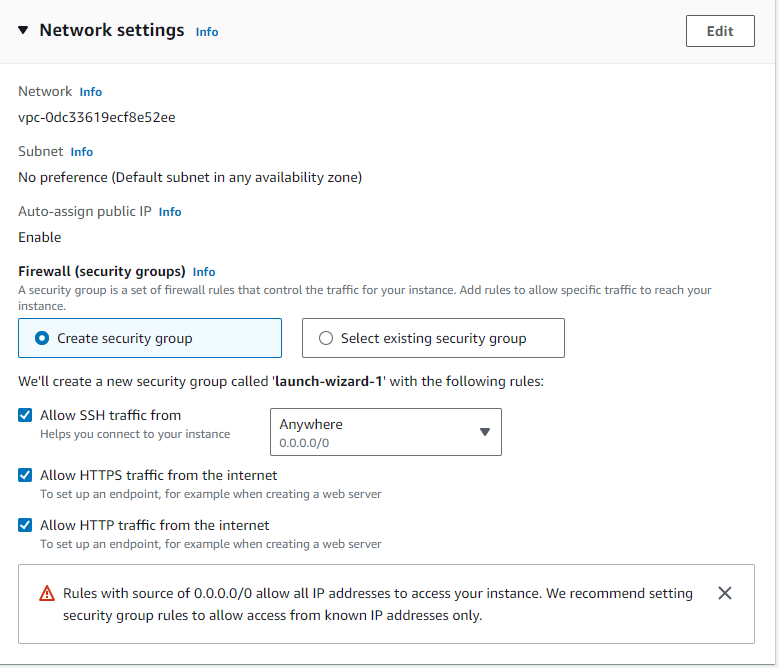 Network settings Info
Edit
Network Info
vpc-0dc33619ecf8e52ee
Subnet Info
No preference (Default subnet in any availability zone)
Auto-assign public IP Info
Enable
Firewall (security groups) Info
A security group is a set of firewall rules that control the traffic for your instance. Add rules to allow specific traffic to reach your
instance.
Create security group
Select existing security group
We'll create a new security group called 'launch-wizard-1' with the following rules:
Allow SSH traffic from
Helps you connect to your instance
Anywhere
0.0.0.0/0
Allow HTTPS traffic from the internet
To set up an endpoint, for example when creating a web server
Allow HTTP traffic from the internet
To set up an endpoint, for example when creating a web server
Rules with source of 0.0.0.0/0 allow all IP addresses to access your instance. We recommend setting
security group rules to allow access from known IP addresses only.